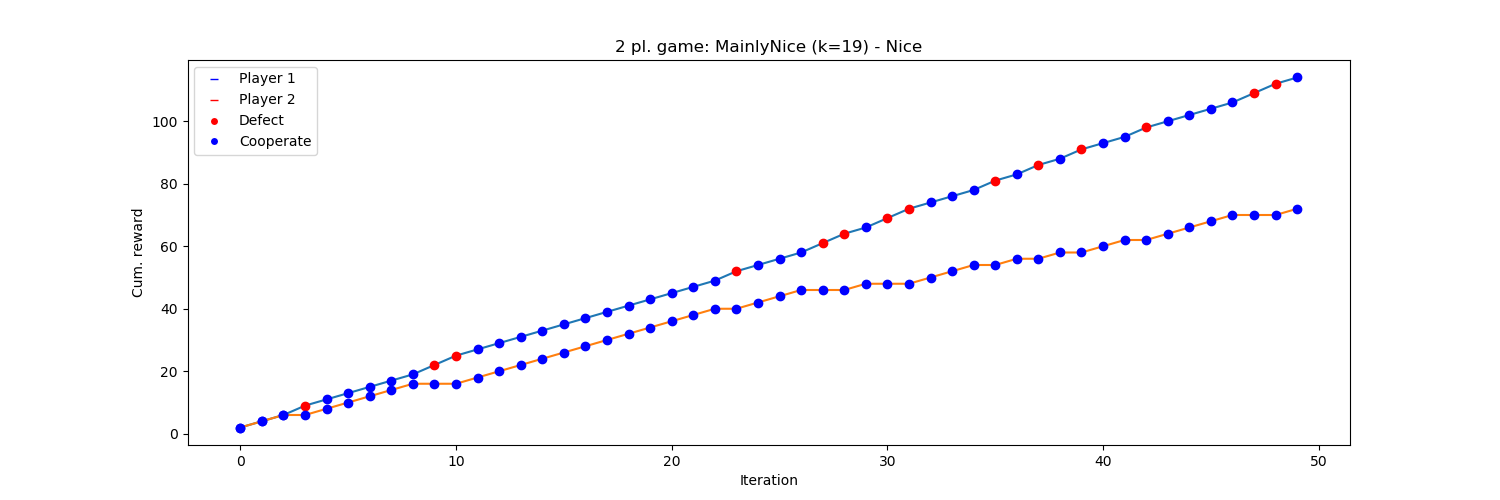 2 pl. game: MainlyNice (k=19) - Nice
Player 1
Player 2
Defect
Cooperate
Cum. reward
100
80
60
40
20
0
0 10 20 30 40 50
Iteration